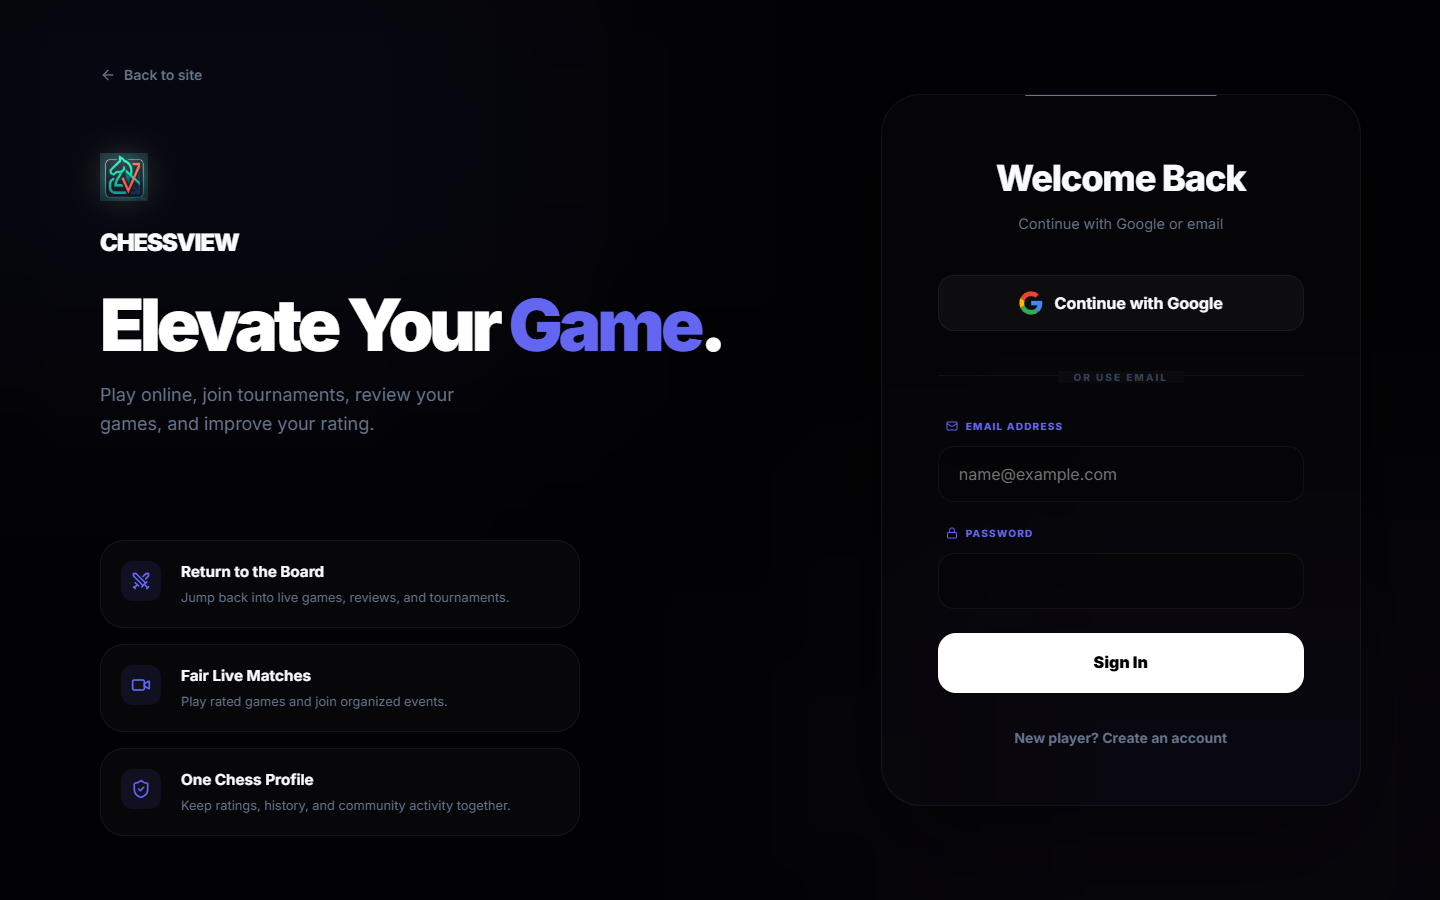 Back to site
CHESSVIEW
Elevate Your Game.
Play online, join tournaments, review your
games, and improve your rating.
Return to the Board
Jump back into live games, reviews, and tournaments.
Fair Live Matches
Play rated games and join organized events.
One Chess Profile
Keep ratings, history, and community activity together.
Welcome Back
Continue with Google or email
Continue with Google
OR USE EMAIL
EMAIL ADDRESS
name@example.com
PASSWORD
Sign In
New player? Create an account